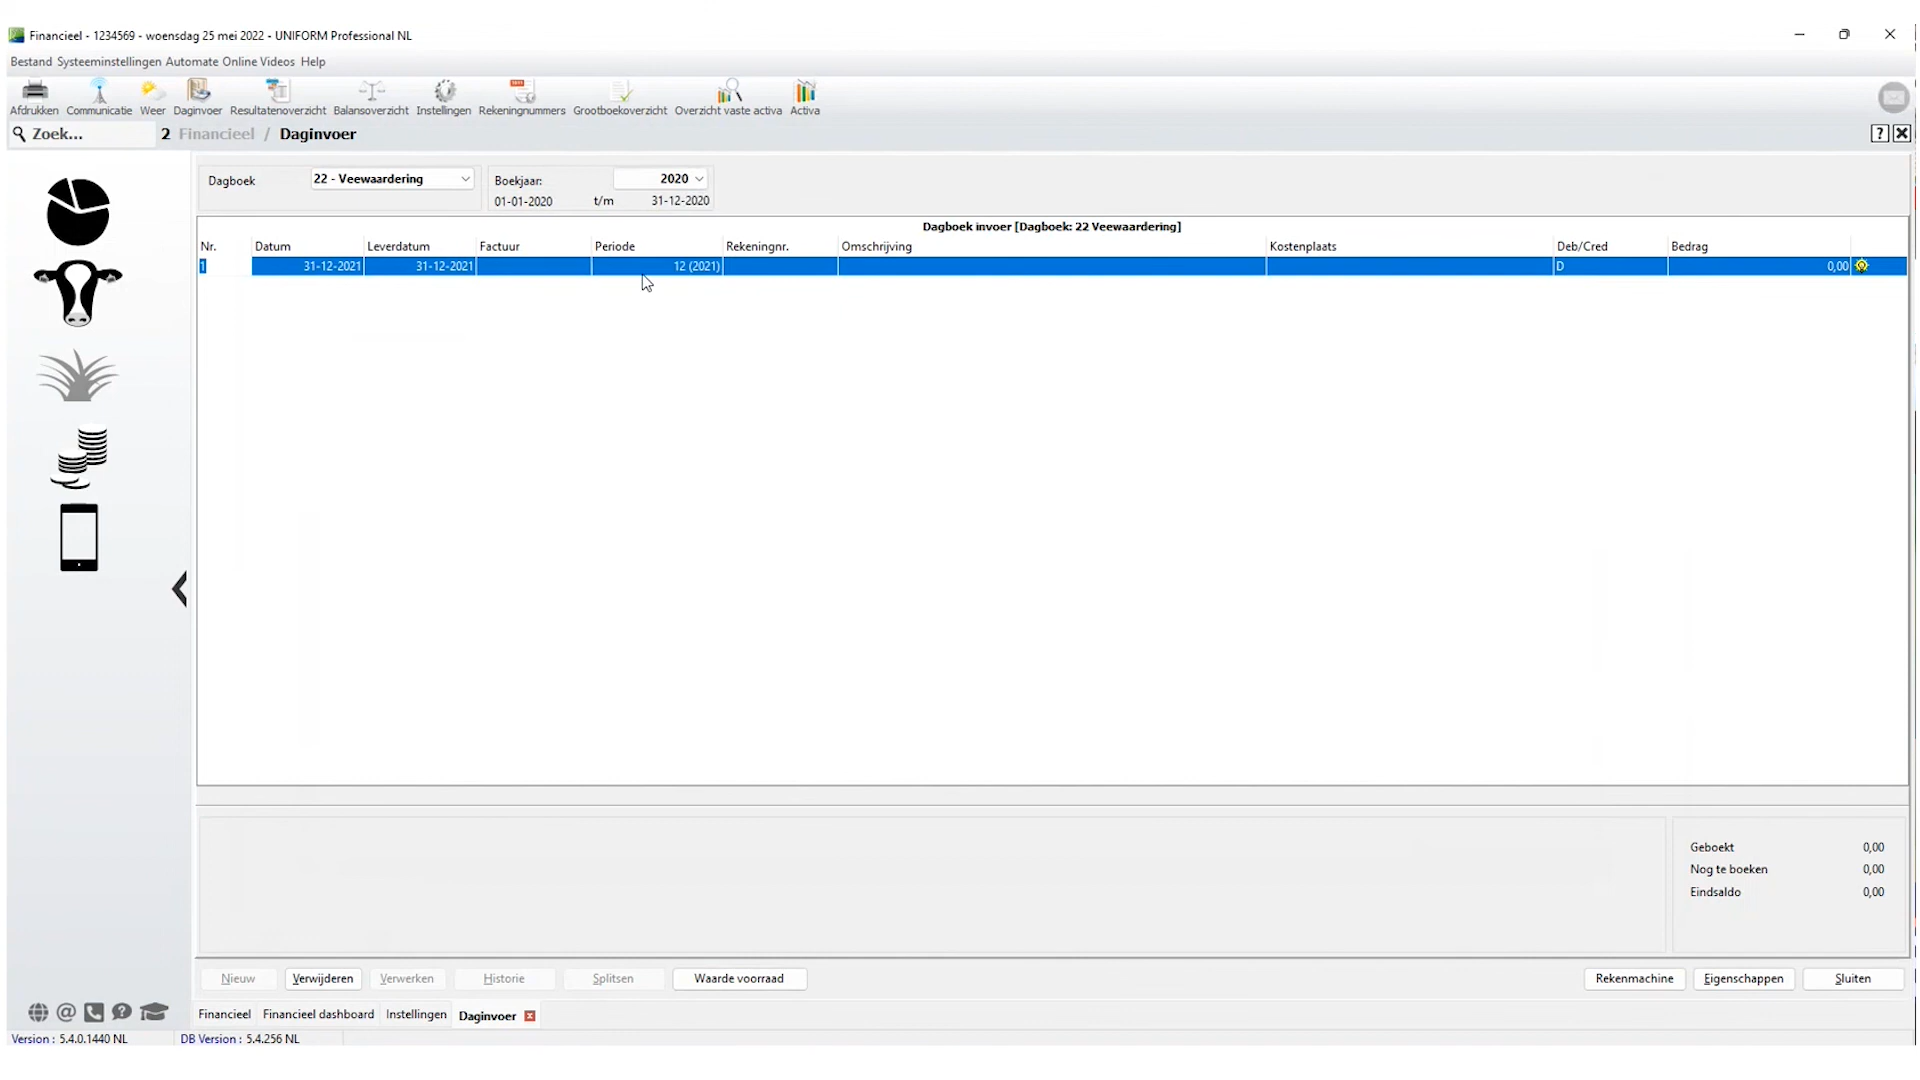 Financieel - 1234569 - woensdag 25 mei 2022 - UNIFORM Professional NL
Bestand Systeeminstellingen Automate Online Videos Help
Afdrukken Communicatie Weer Daginvoer Resultatenoverzicht Balansoverzicht Instellingen Rekeningnummers Grootboekoverzicht Overzicht vaste activa Activa
Zoek... 2 Financieel / Daginvoer ?
Dagboek 22 - Veewaardering Boekjaar: 2020
01-01-2020 t/m 31-12-2020
Dagboek invoer [Dagboek: 22 Veewaardering]
Nr. Datum Leverdatum Factuur Periode Rekeningnr. Omschrijving Kostenplaats Deb/Cred Bedrag
1 31-12-2021 31-12-2021 12 (2021) D 0,00
Geboekt 0,00
Nog te boeken 0,00
Eindsaldo 0,00
Nieuw Verwijderen Verwerken Historie Splitsen Waarde voorraad Rekenmachine Eigenschappen Sluiten
Financieel Financieel dashboard Instellingen Daginvoer
Version : 5.4.0.1440 NL DB Version : 5.4.256 NL